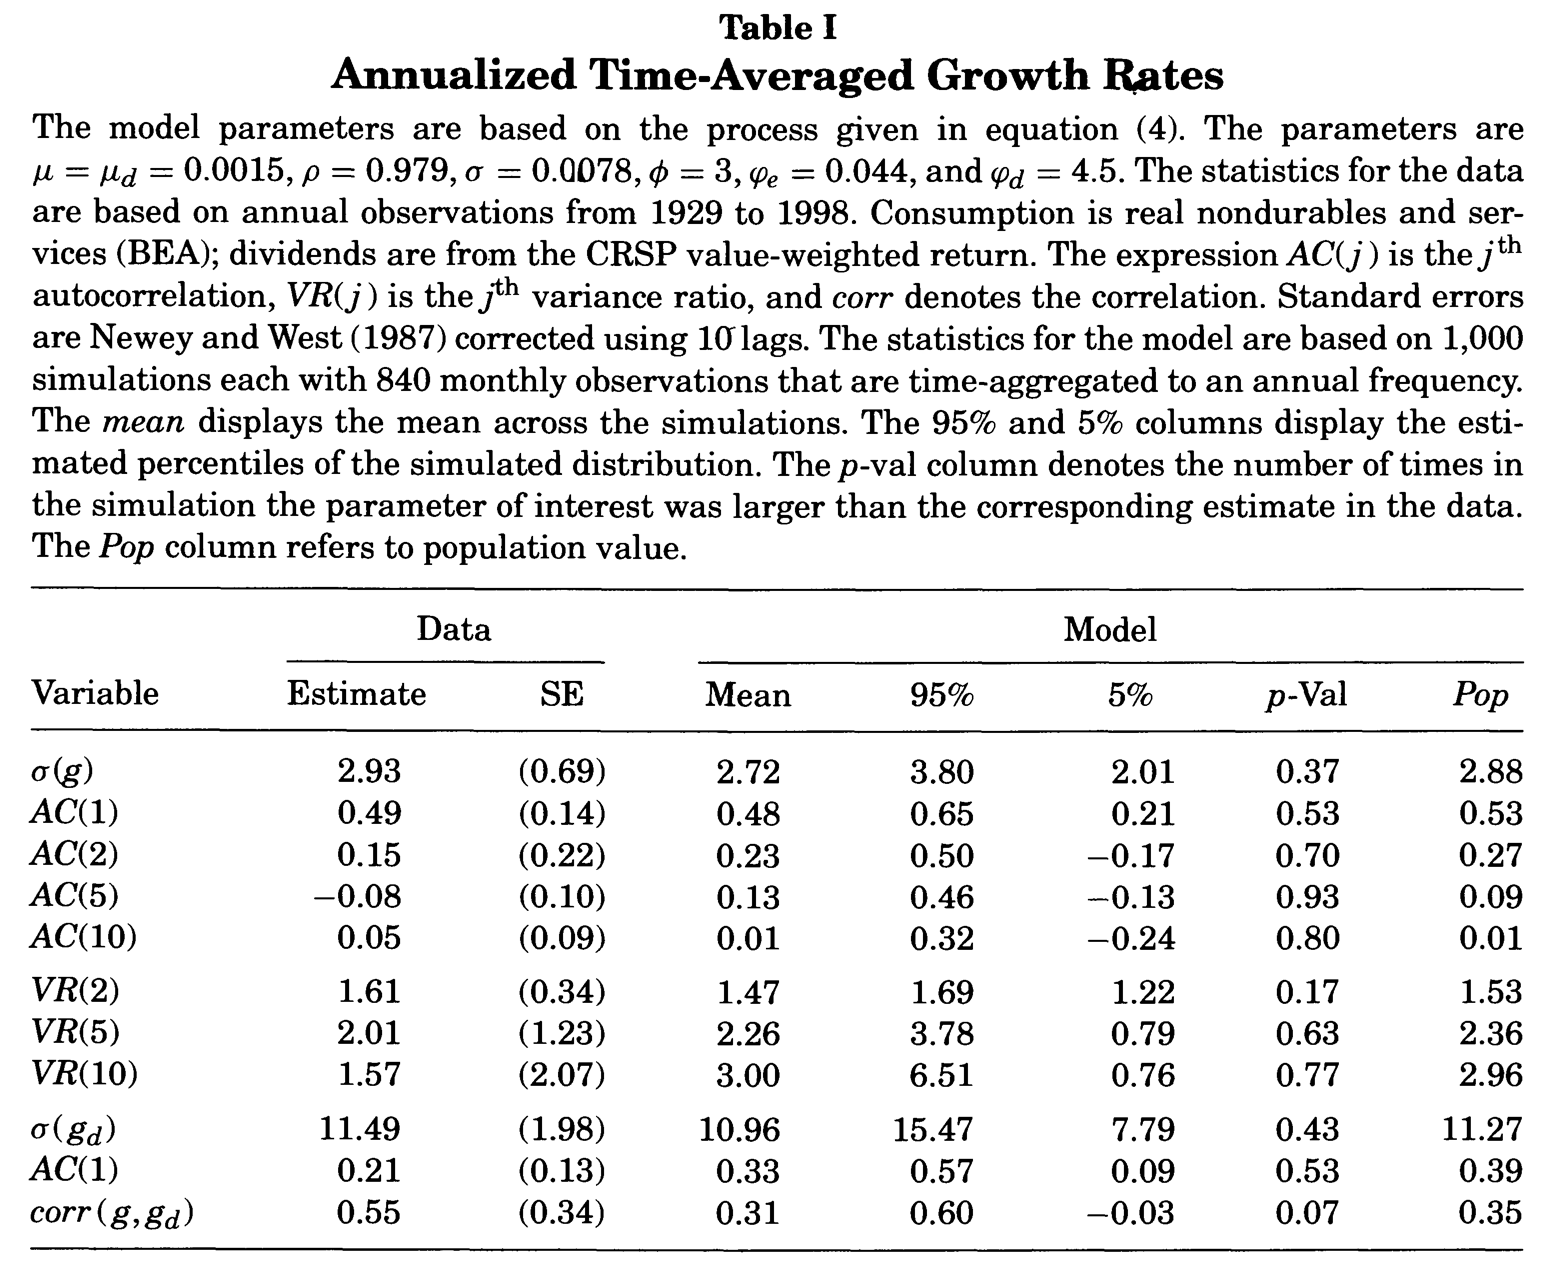 Table I
Annualized Time-Averaged Growth Rates
The model parameters are based on the process given in equation (4). The parameters are
μ = μd = 0.0015, ρ = 0.979, σ = 0.0078, ϕ = 3, φe = 0.044, and φd = 4.5. The statistics for the data
are based on annual observations from 1929 to 1998. Consumption is real nondurables and ser-
vices (BEA); dividends are from the CRSP value-weighted return. The expression AC(j) is the jth
autocorrelation, VR(j) is the jth variance ratio, and corr denotes the correlation. Standard errors
are Newey and West (1987) corrected using 10 lags. The statistics for the model are based on 1,000
simulations each with 840 monthly observations that are time-aggregated to an annual frequency.
The mean displays the mean across the simulations. The 95% and 5% columns display the esti-
mated percentiles of the simulated distribution. The p-val column denotes the number of times in
the simulation the parameter of interest was larger than the corresponding estimate in the data.
The Pop column refers to population value.
Data Model
Variable Estimate SE Mean 95% 5% p-Val Pop
σ(g) 2.93 (0.69) 2.72 3.80 2.01 0.37 2.88
AC(1) 0.49 (0.14) 0.48 0.65 0.21 0.53 0.53
AC(2) 0.15 (0.22) 0.23 0.50 −0.17 0.70 0.27
AC(5) −0.08 (0.10) 0.13 0.46 −0.13 0.93 0.09
AC(10) 0.05 (0.09) 0.01 0.32 −0.24 0.80 0.01
VR(2) 1.61 (0.34) 1.47 1.69 1.22 0.17 1.53
VR(5) 2.01 (1.23) 2.26 3.78 0.79 0.63 2.36
VR(10) 1.57 (2.07) 3.00 6.51 0.76 0.77 2.96
σ(gd) 11.49 (1.98) 10.96 15.47 7.79 0.43 11.27
AC(1) 0.21 (0.13) 0.33 0.57 0.09 0.53 0.39
corr(g,gd) 0.55 (0.34) 0.31 0.60 −0.03 0.07 0.35